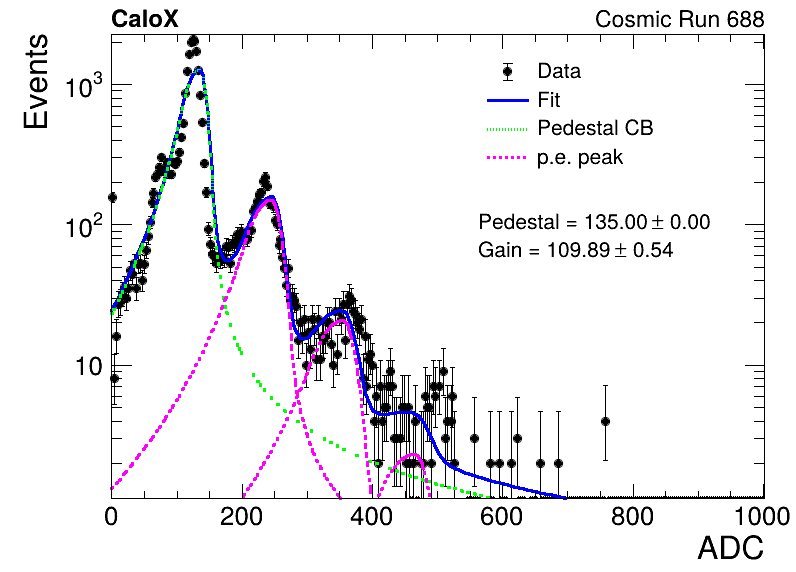 CaloX Cosmic Run 688
Events
10³
10²
10
Data
Fit
Pedestal CB
p.e. peak
Pedestal = 135.00 ± 0.00
Gain = 109.89 ± 0.54
0 200 400 600 800 1000
ADC